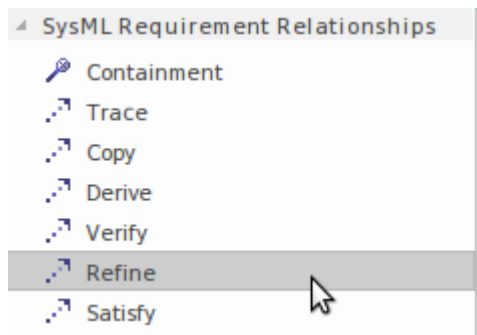 SysML Requirement Relationships
Containment
Trace
Copy
Derive
Verify
Refine
Satisfy